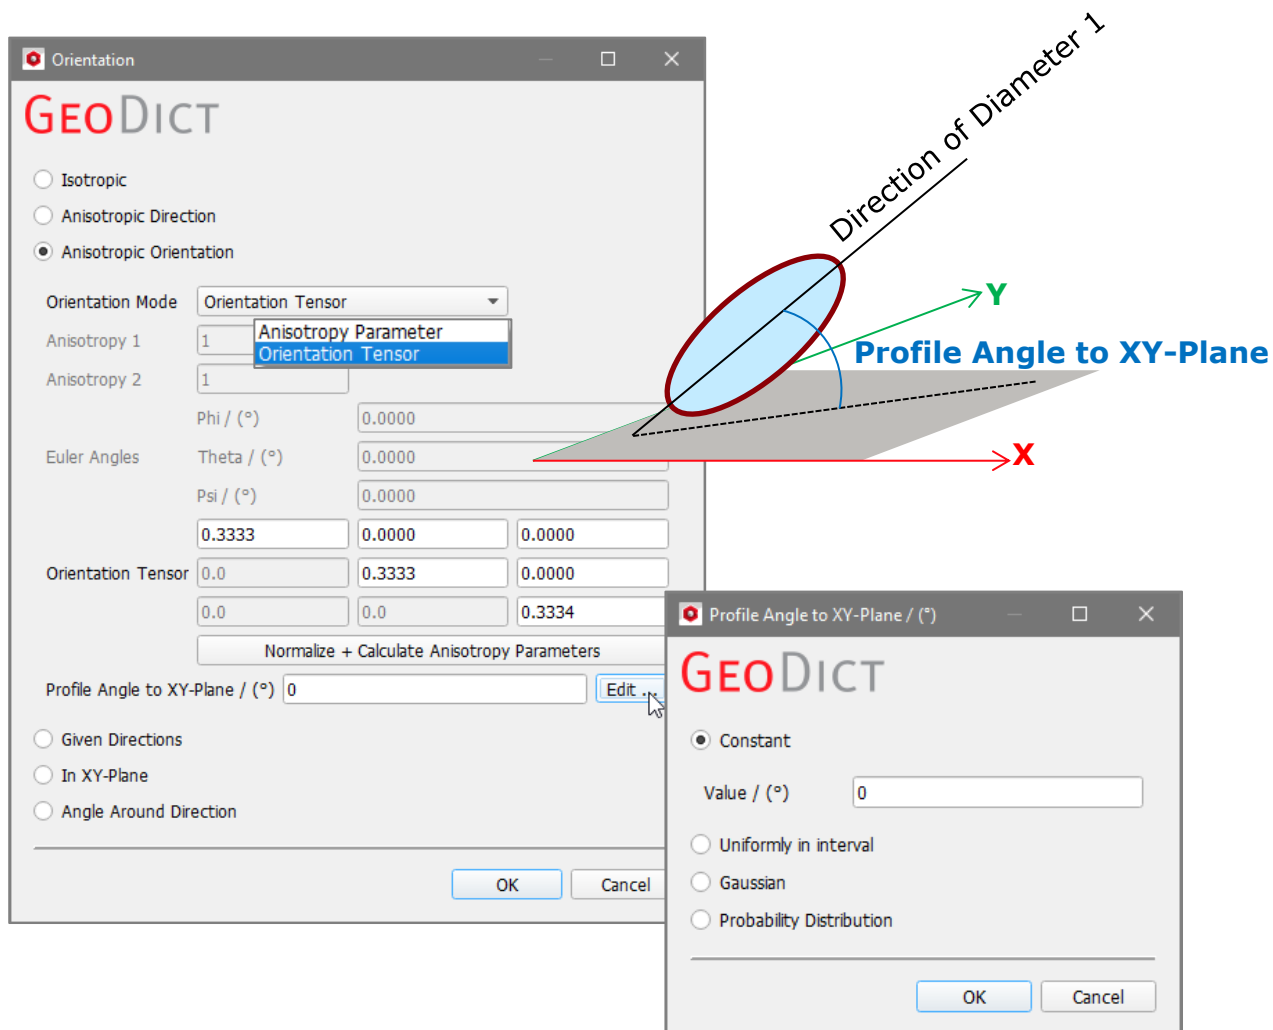 Orientation
GEODICT
Isotropic
Anisotropic Direction
Anisotropic Orientation
Orientation Mode Orientation Tensor
Anisotropy Parameter
Orientation Tensor
Anisotropy 1 1
Anisotropy 2 1
Phi / (°) 0.0000
Euler Angles Theta / (°) 0.0000
Psi / (°) 0.0000
0.3333 0.0000 0.0000
Orientation Tensor 0.0 0.3333 0.0000
0.0 0.0 0.3334
Normalize + Calculate Anisotropy Parameters
Profile Angle to XY-Plane / (°) 0 Edit ...
Given Directions
In XY-Plane
Angle Around Direction
OK Cancel
Direction of Diameter 1
Y
Profile Angle to XY-Plane
X
Profile Angle to XY-Plane / (°)
GEODICT
Constant
Value / (°) 0
Uniformly in interval
Gaussian
Probability Distribution
OK Cancel